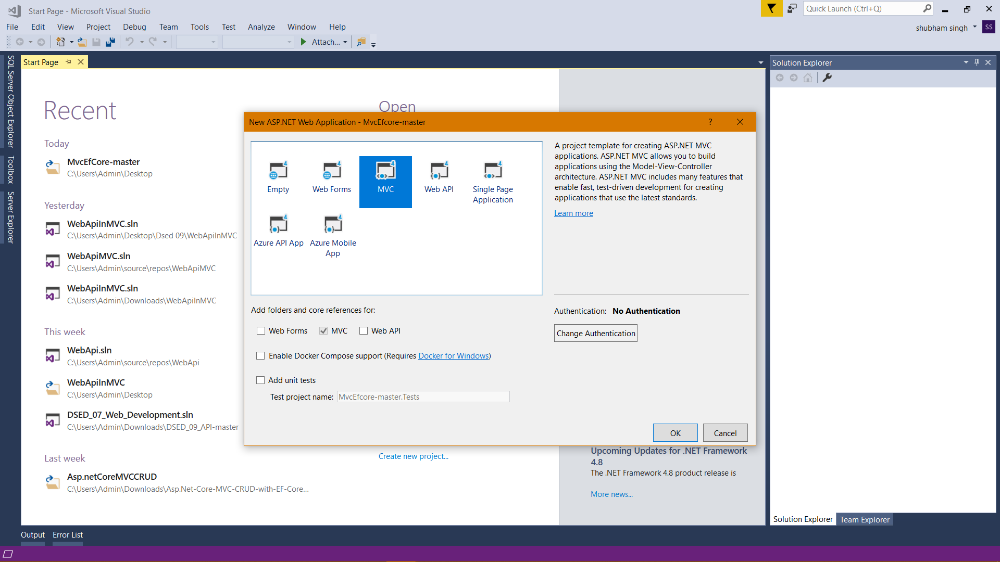 Start Page - Microsoft Visual Studio
Quick Launch (Ctrl+Q)
File Edit View Project Debug Team Tools Test Analyze Window Help
shubham singh SS
Attach...
SQL Server Object Explorer
Toolbox
Server Explorer
Start Page
Recent
Today
MvcEfCore-master
C:\Users\Admin\Desktop
Yesterday
WebApiInMVC.sln
C:\Users\Admin\Desktop\Dsed 09\WebApiInMVC
WebApiMVC.sln
C:\Users\Admin\source\repos\WebApiMVC
WebApiInMVC.sln
C:\Users\Admin\Downloads\WebApiInMVC
This week
WebApi.sln
C:\Users\Admin\source\repos\WebApi
WebApiInMVC
C:\Users\Admin\Desktop
DSED_07_Web_Development.sln
C:\Users\Admin\Downloads\DSED_09_API-master
Last week
Asp.netCoreMVCCRUD
C:\Users\Admin\Downloads\Asp.Net-Core-MVC-CRUD-with-EF-Core...
Open
New ASP.NET Web Application - MvcEfcore-master
?
Empty
Web Forms
MVC
Web API
Single Page
Application
Azure API App
Azure Mobile
App
A project template for creating ASP.NET MVC
applications. ASP.NET MVC allows you to build
applications using the Model-View-Controller
architecture. ASP.NET MVC includes many features that
enable fast, test-driven development for creating
applications that use the latest standards.
Learn more
Add folders and core references for:
Web Forms MVC Web API
Enable Docker Compose support (Requires Docker for Windows)
Add unit tests
Test project name: MvcEfcore-master.Tests
Authentication: No Authentication
Change Authentication
OK Cancel
Create new project...
Upcoming Updates for .NET Framework
4.8
The .NET Framework 4.8 product release is
More news...
Solution Explorer
Solution Explorer Team Explorer
Output Error List